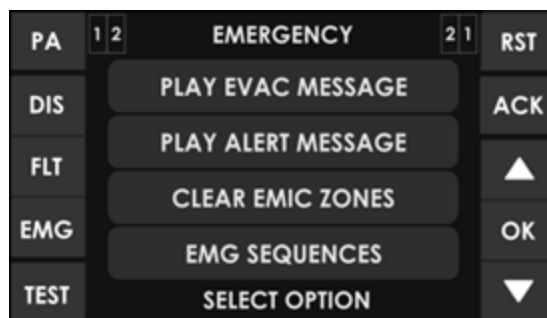 PA
DIS
FLT
EMG
TEST
1 2
EMERGENCY
2 1
PLAY EVAC MESSAGE
PLAY ALERT MESSAGE
CLEAR EMIC ZONES
EMG SEQUENCES
SELECT OPTION
RST
ACK
OK